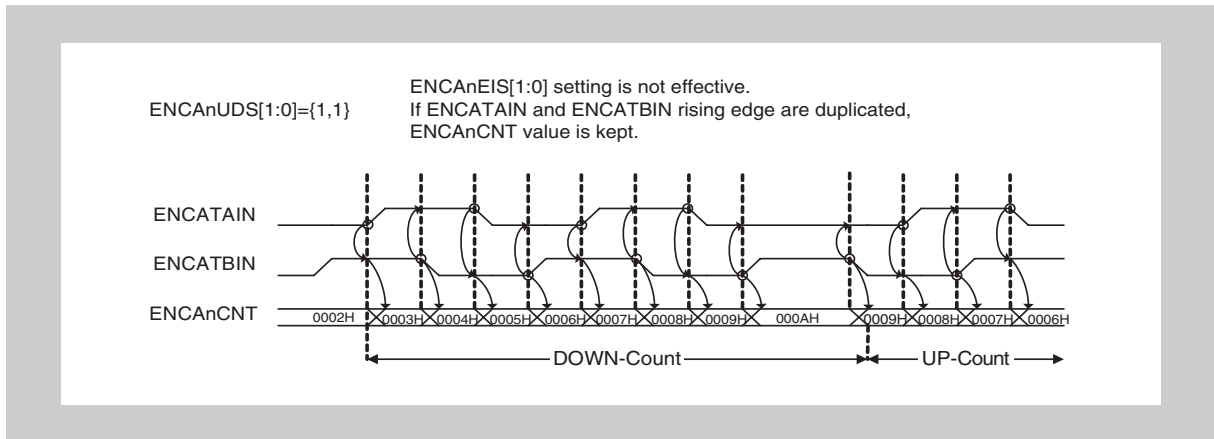 ENCAnUDS[1:0]={1,1}
ENCAnEIS[1:0] setting is not effective.
If ENCATAIN and ENCATBIN rising edge are duplicated,
ENCAnCNT value is kept.
ENCATAIN
ENCATBIN
ENCAnCNT 0002H 0003H 0004H 0005H 0006H 0007H 0008H 0009H 000AH 0009H 0008H 0007H 0006H
DOWN-Count UP-Count